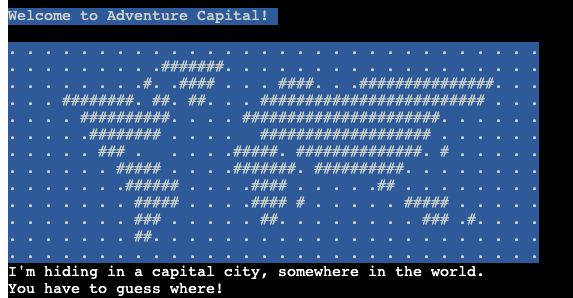 Welcome to Adventure Capital!
. . . . . . . . . . . . . . . . . . . . . . . . . . . . . .
. . . . . . . . .#######. . . . . . . . . . . . . . . . . .
. . . . . . . .#. . .#### . . . . ####. . .###############. . .
. . . ########. ##. ##. . . . ######################### . . .
. . . . ########## . . . . ######################. . . . . .
. . . . .######## . . . . . . ################### . . . . . .
. . . . . ### . . . . . .#####. ##############. # . . . . .
. . . . . . ##### . . . .#######. ########## . . . . . . .
. . . . . . .###### . . . . #### . . . . .## . . . . . . . .
. . . . . . . ##### . . . .#### # . . . . . ##### . . . . .
. . . . . . . ### . . . . . ##. . . . . . . . ### .#. . . .
. . . . . . . ##. . . . . . . . . . . . . . . . . . . . . .
. . . . . . . . . . . . . . . . . . . . . . . . . . . . . .
I'm hiding in a capital city, somewhere in the world.
You have to guess where!